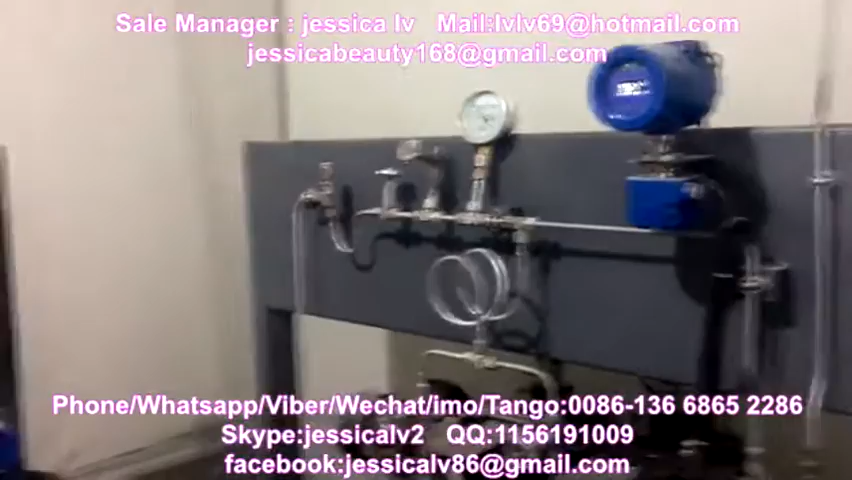 Sale Manager : jessica lv Mail:lvlv69@hotmail.com
jessicabeauty168@gmail.com
Phone/Whatsapp/Viber/Wechat/imo/Tango:0086-136 6865 2286
Skype:jessicalv2 QQ:1156191009
facebook:jessicalv86@gmail.com